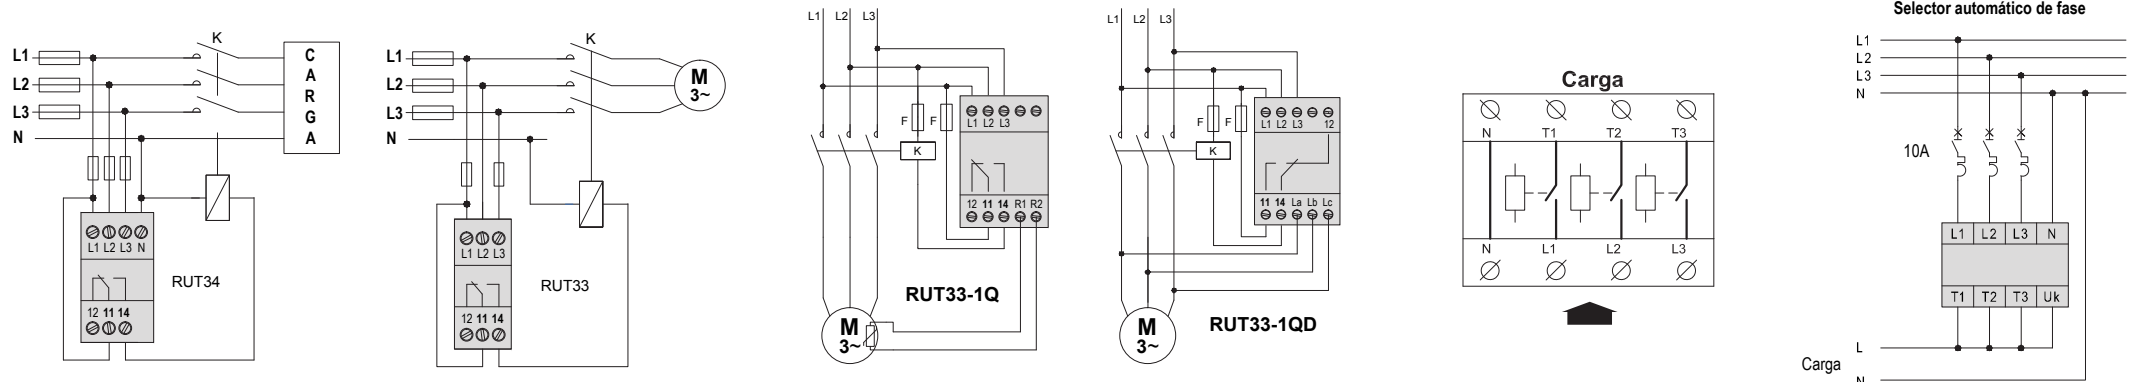 K
L1
L2
L3
N
C
A
R
G
A
L1 L2 L3 N
RUT34
12 11 14
K
L1
L2
L3
N
M
3~
L1 L2 L3
RUT33
12 11 14
L1 L2 L3
F F
K
L1 L2 L3
12 11 14 R1 R2
RUT33-1Q
M
3~
L1 L2 L3
F F
K
L1 L2 L3 12
11 14 La Lb Lc
RUT33-1QD
M
3~
Carga
N T1 T2 T3
N L1 L2 L3
Selector automático de fase
L1
L2
L3
N
10A
L1 L2 L3 N
T1 T2 T3 Uk
L
Carga
N